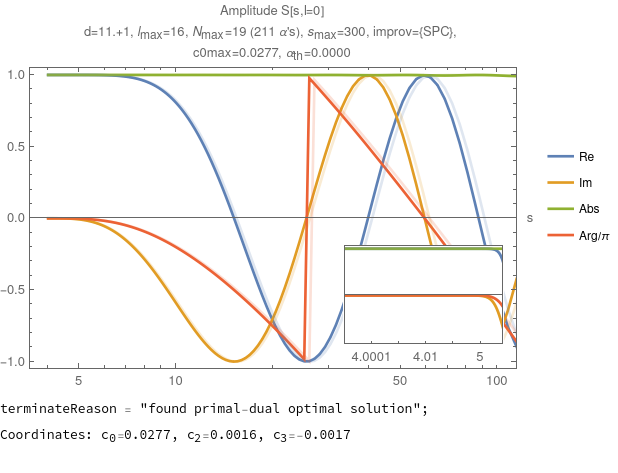 Amplitude S[s,l=0]
d=11.+1, lmax=16, Nmax=19 (211 α's), smax=300, improv={SPC},
c0max=0.0277, αth=0.0000
1.0
0.5
0.0
−0.5
−1.0
5
10
50
100
s
4.0001
4.01
5
Re
Im
Abs
Arg/π
terminateReason = "found primal-dual optimal solution";
Coordinates: c0=0.0277, c2=0.0016, c3=-0.0017